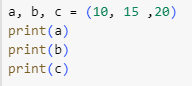 a, b, c = (10, 15 ,20)
print(a)
print(b)
print(c)